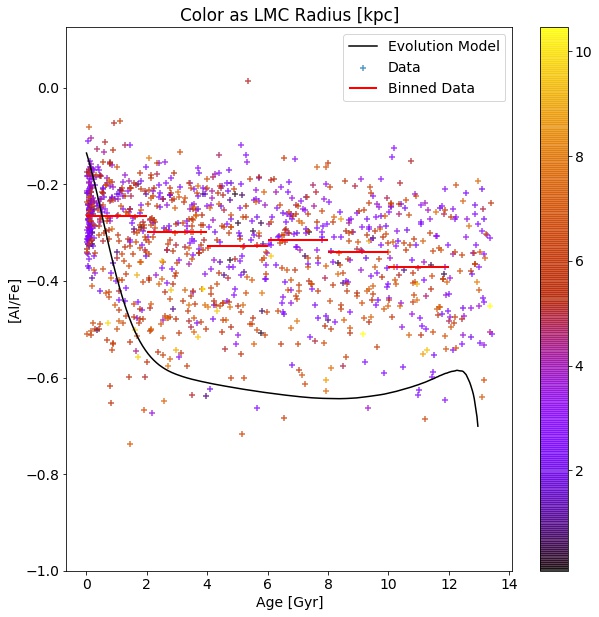 Color as LMC Radius [kpc]
Evolution Model
Data
Binned Data
0.0
−0.2
−0.4
−0.6
−0.8
−1.0
[Al/Fe]
0 2 4 6 8 10 12 14
Age [Gyr]
10
8
6
4
2